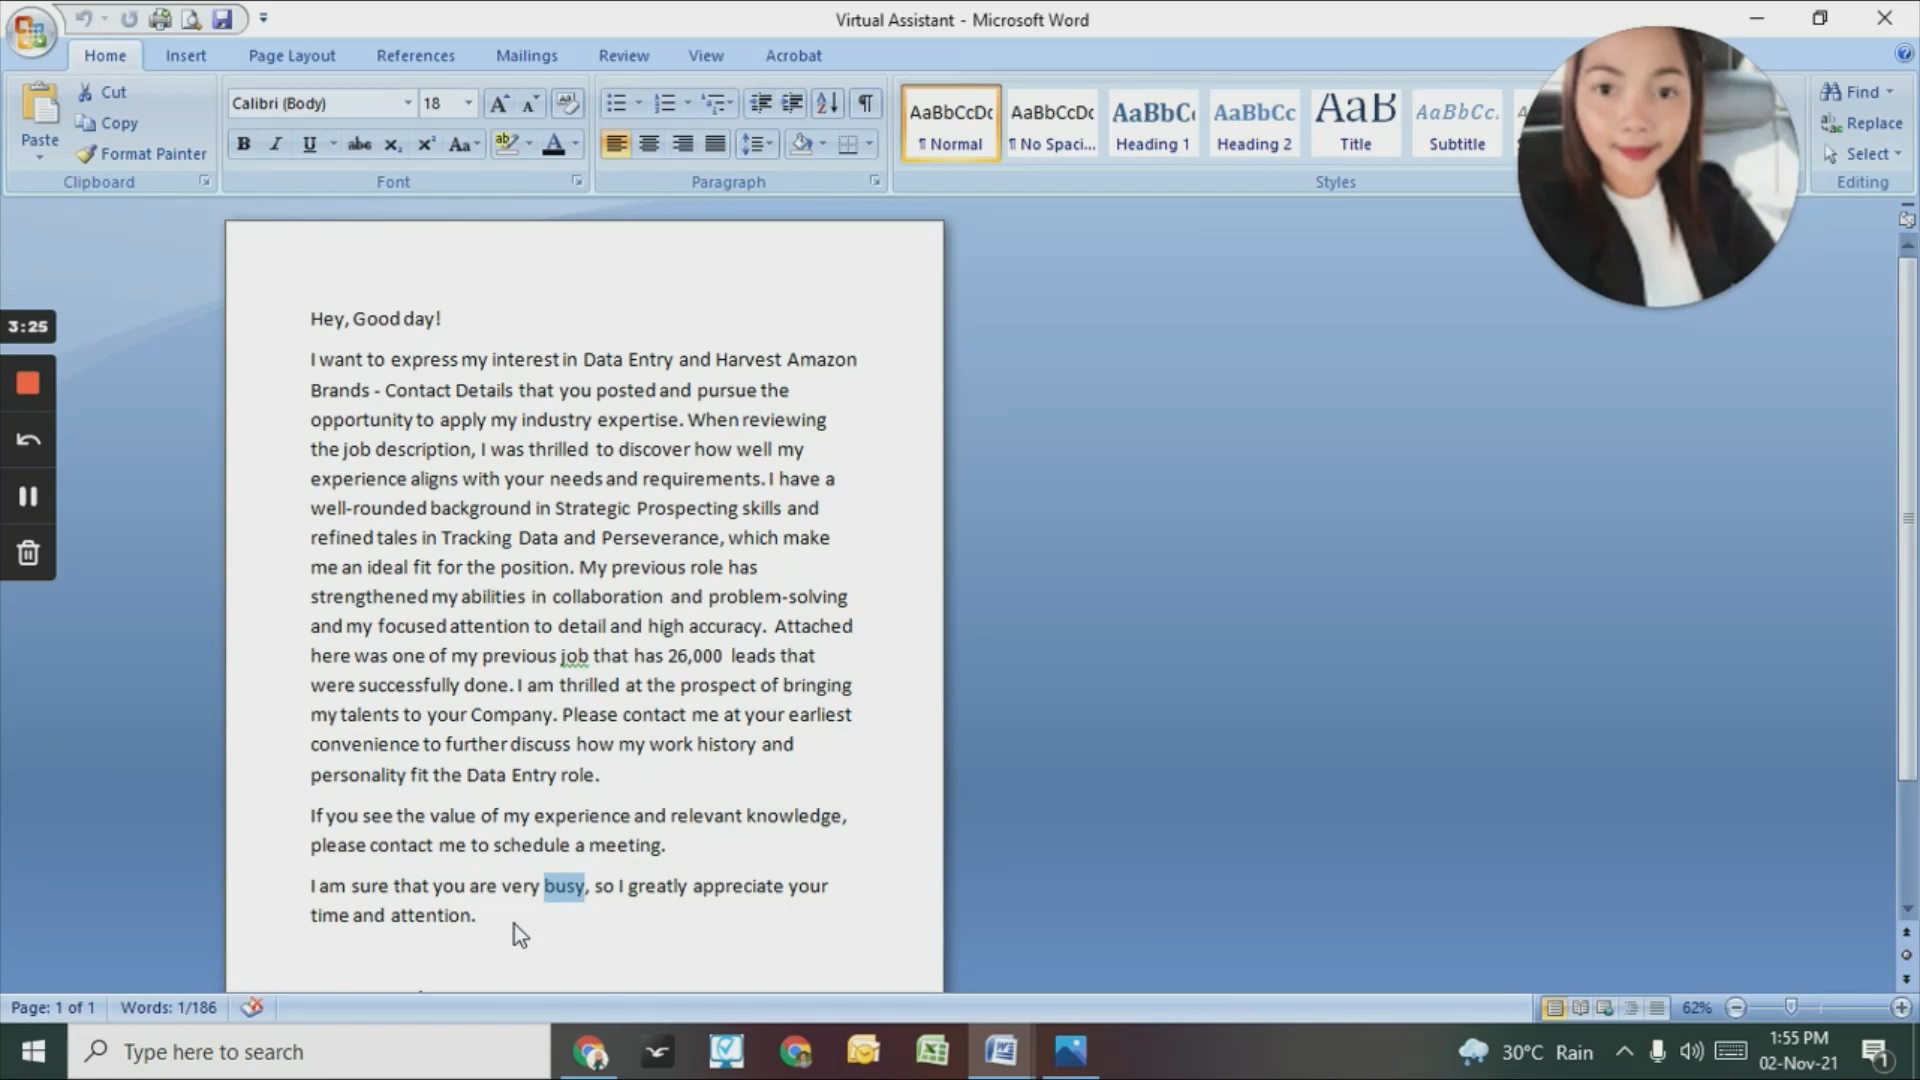 Virtual Assistant - Microsoft Word
Home Insert Page Layout References Mailings Review View Acrobat
Paste
Cut
Copy
Format Painter
Clipboard
Calibri (Body) 18
B I U abc X₂ X² Aa
Font
Paragraph
AaBbCcDc AaBbCcDc AaBbC AaBbCc AaB AaBbCc.
¶ Normal ¶ No Spaci... Heading 1 Heading 2 Title Subtitle
Styles
Find
Replace
Select
Editing
3:25
Hey, Good day!
I want to express my interest in Data Entry and Harvest Amazon
Brands - Contact Details that you posted and pursue the
opportunity to apply my industry expertise. When reviewing
the job description, I was thrilled to discover how well my
experience aligns with your needs and requirements. I have a
well-rounded background in Strategic Prospecting skills and
refined tales in Tracking Data and Perseverance, which make
me an ideal fit for the position. My previous role has
strengthened my abilities in collaboration and problem-solving
and my focused attention to detail and high accuracy. Attached
here was one of my previous job that has 26,000 leads that
were successfully done. I am thrilled at the prospect of bringing
my talents to your Company. Please contact me at your earliest
convenience to further discuss how my work history and
personality fit the Data Entry role.
If you see the value of my experience and relevant knowledge,
please contact me to schedule a meeting.
I am sure that you are very busy, so I greatly appreciate your
time and attention.
Page: 1 of 1 Words: 1/186 62%
Type here to search
30°C Rain
1:55 PM
02-Nov-21
1